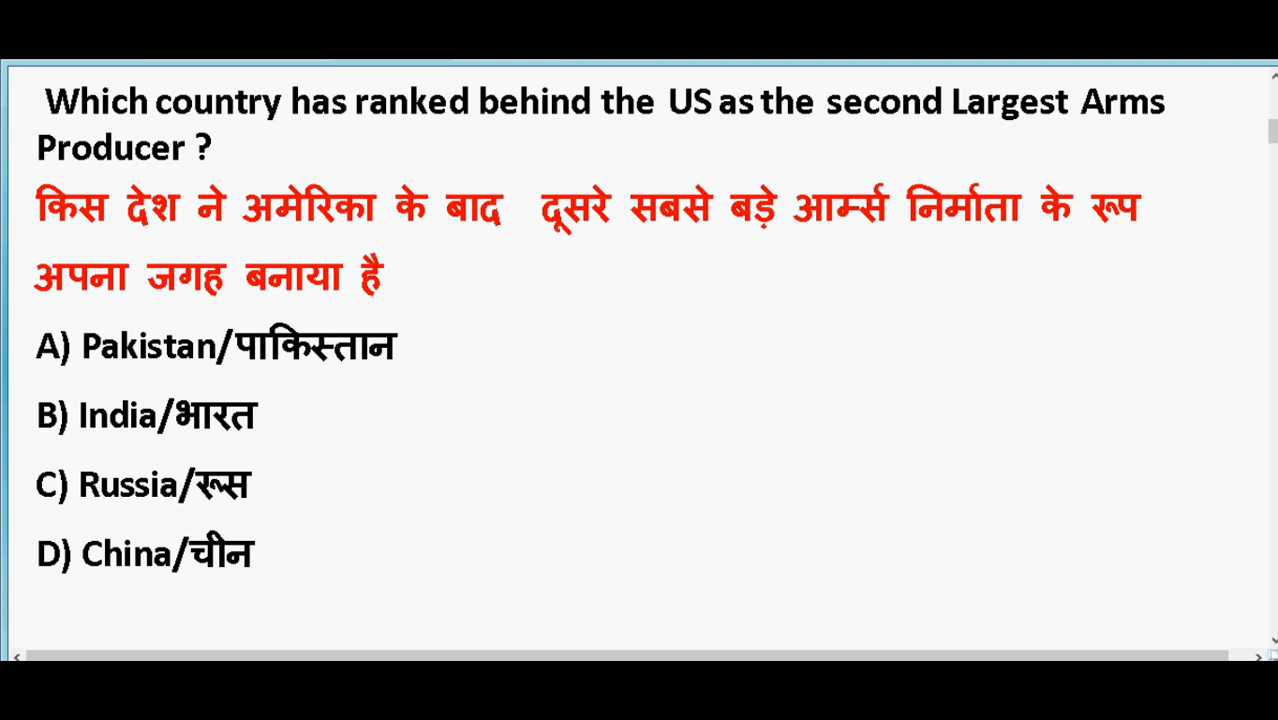 Which country has ranked behind the US as the second Largest Arms
Producer ?
किस देश ने अमेरिका के बाद दूसरे सबसे बड़े आर्म्स निर्माता के रूप
अपना जगह बनाया है
A) Pakistan/पाकिस्तान
B) India/भारत
C) Russia/रूस
D) China/चीन